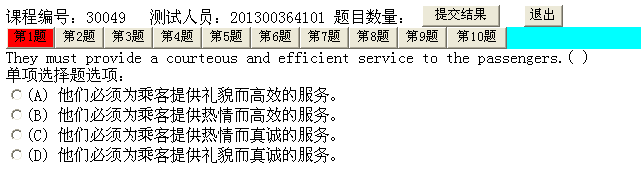 课程编号：30049 测试人员：201300364101 题目数量： 提交结果 退出
第1题 第2题 第3题 第4题 第5题 第6题 第7题 第8题 第9题 第10题
They must provide a courteous and efficient service to the passengers.( )
单项选择题选项：
(A) 他们必须为乘客提供礼貌而高效的服务。
(B) 他们必须为乘客提供热情而高效的服务。
(C) 他们必须为乘客提供热情而真诚的服务。
(D) 他们必须为乘客提供礼貌而真诚的服务。